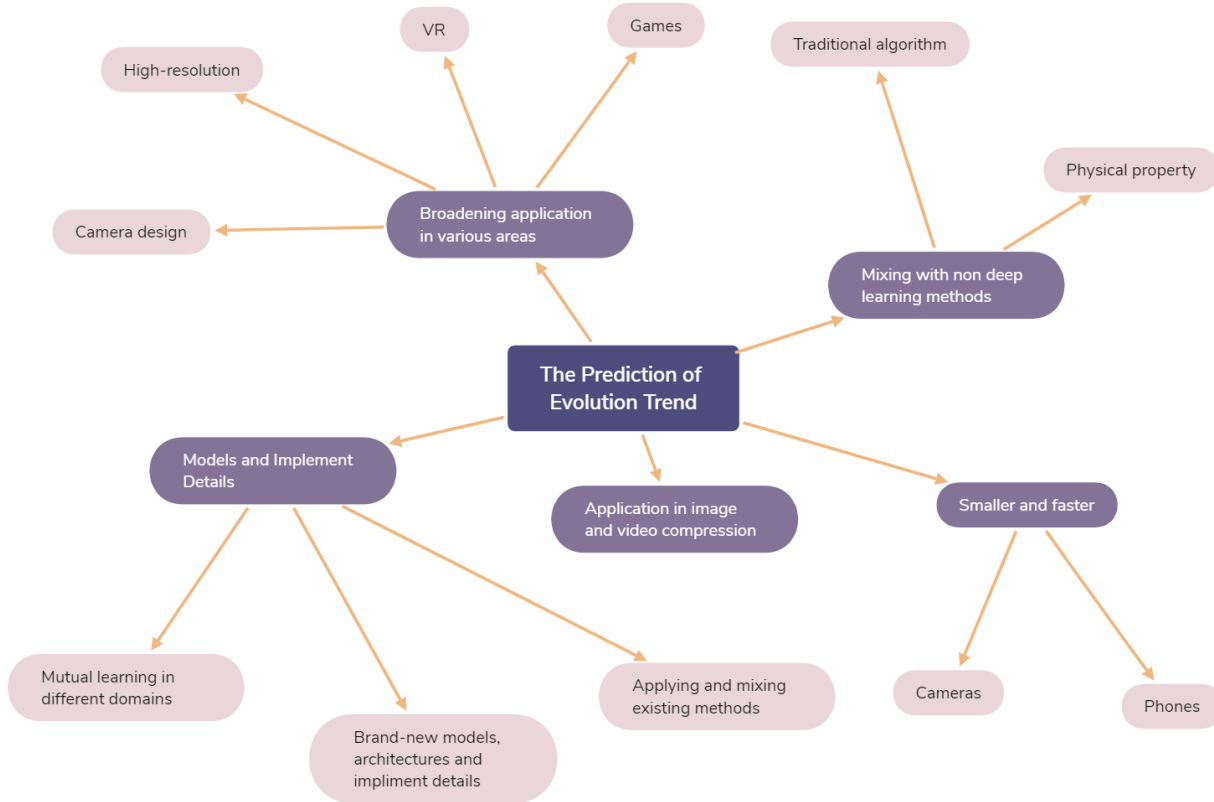 VR
Games
High-resolution
Traditional algorithm
Physical property
Camera design
Broadening application
in various areas
Mixing with non deep
learning methods
The Prediction of
Evolution Trend
Models and Implement
Details
Application in image
and video compression
Smaller and faster
Mutual learning in
different domains
Applying and mixing
existing methods
Cameras
Phones
Brand-new models,
architectures and
impliment details